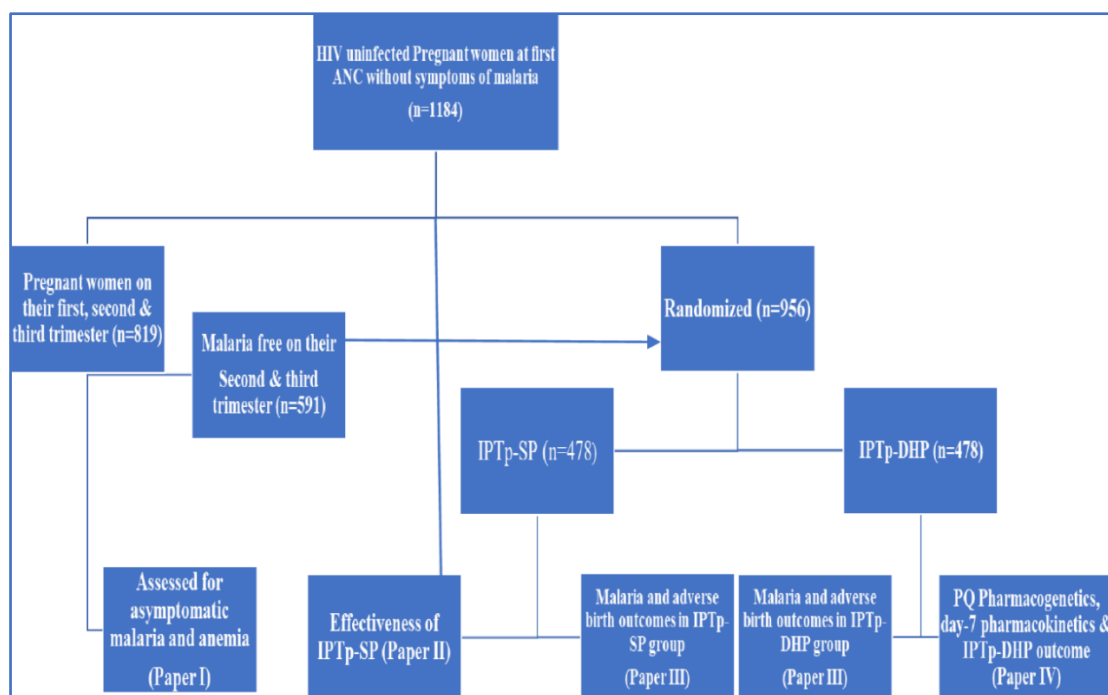 HIV uninfected Pregnant women at first
ANC without symptoms of malaria
(n=1184)
Pregnant women on
their first, second &
third trimester (n=819)
Malaria free on their
Second & third
trimester (n=591)
Randomized (n=956)
IPTp-SP (n=478)
IPTp-DHP (n=478)
Assessed for
asymptomatic
malaria and anemia
(Paper I)
Effectiveness of
IPTp-SP (Paper II)
Malaria and adverse
birth outcomes in IPTp-
SP group
(Paper III)
Malaria and adverse
birth outcomes in IPTp-
DHP group
(Paper III)
PQ Pharmacogenetics,
day-7 pharmacokinetics &
IPTp-DHP outcome
(Paper IV)